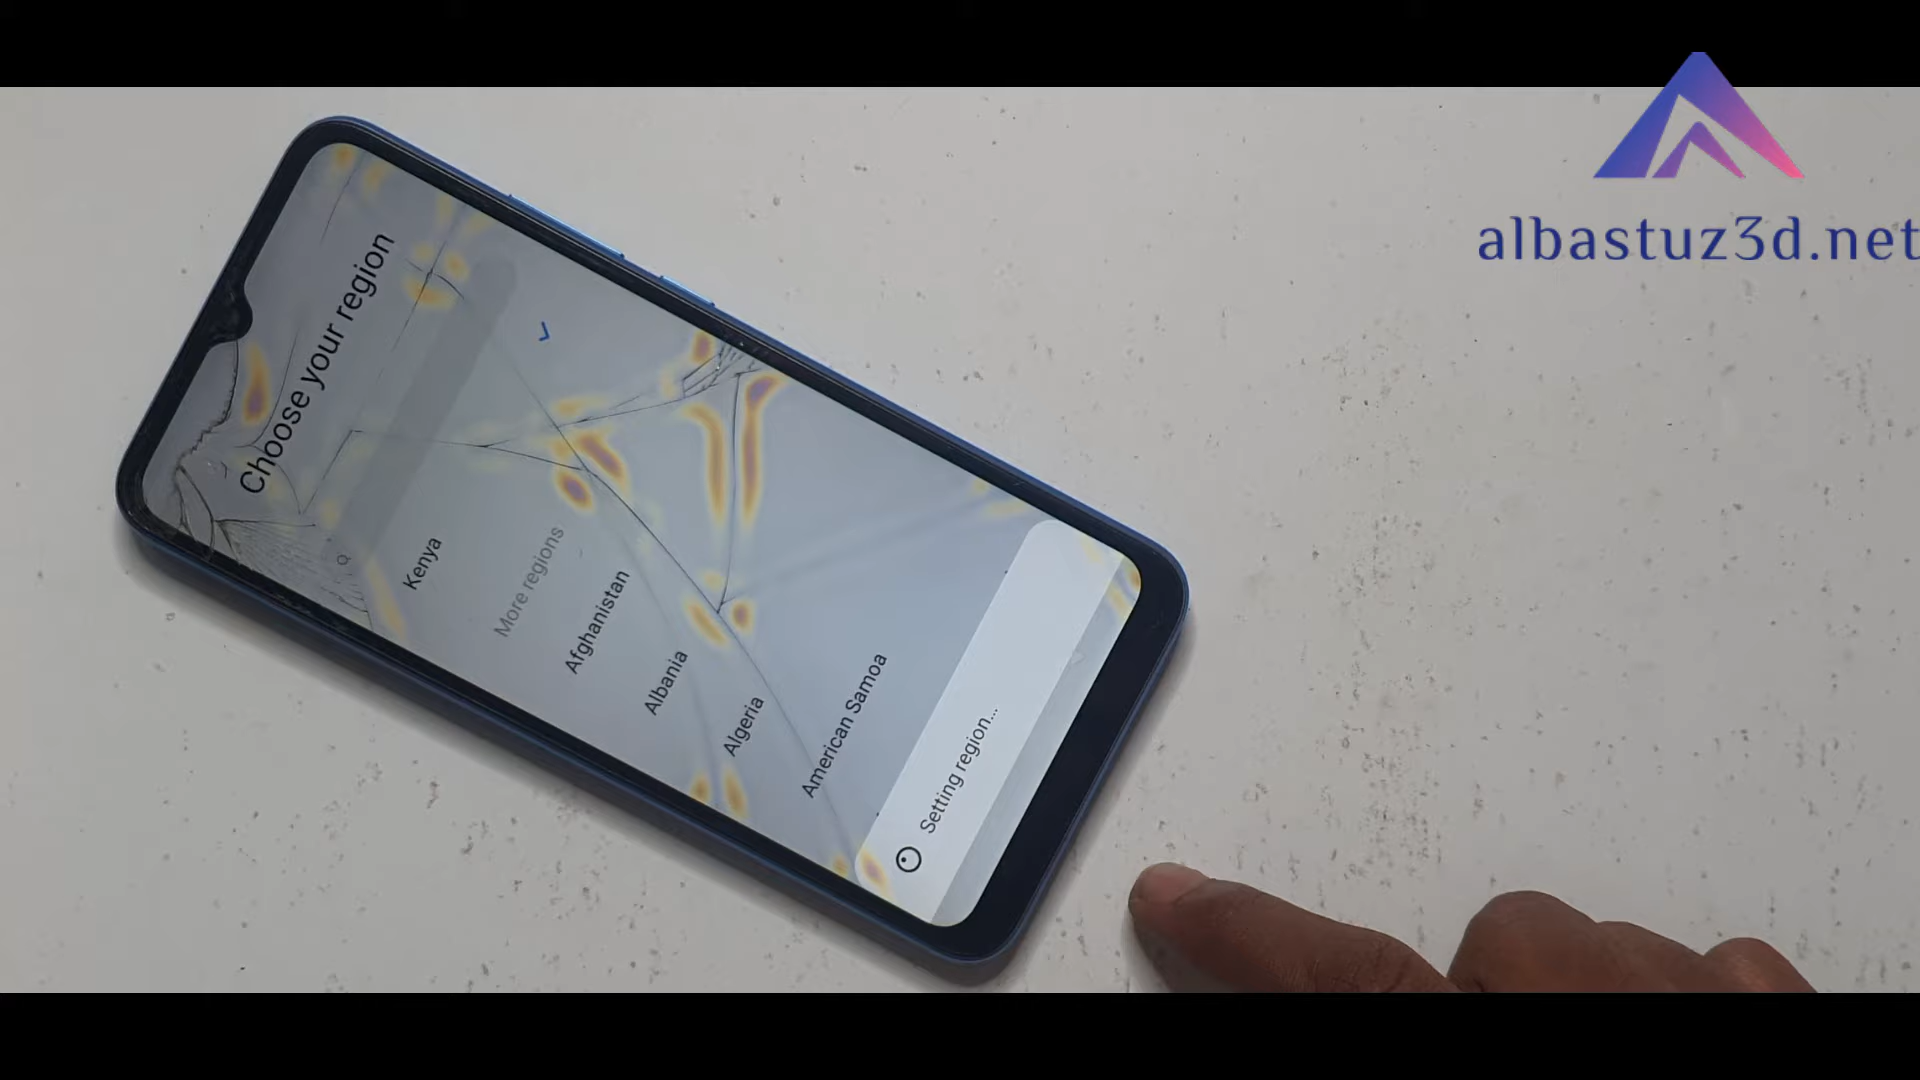 albastuz3d.net
Choose your region
Kenya
More regions
Afghanistan
Albania
Algeria
American Samoa
Setting region...